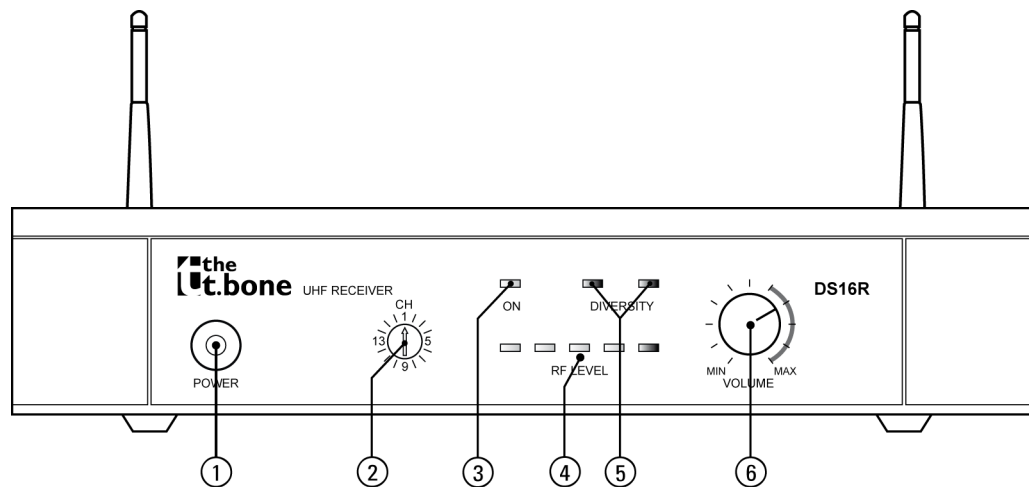 the
t.bone
UHF RECEIVER
DS16R
CH
1
13
5
9
ON
DIVERSITY
RF LEVEL
POWER
MIN
MAX
VOLUME
1
2
3
4
5
6